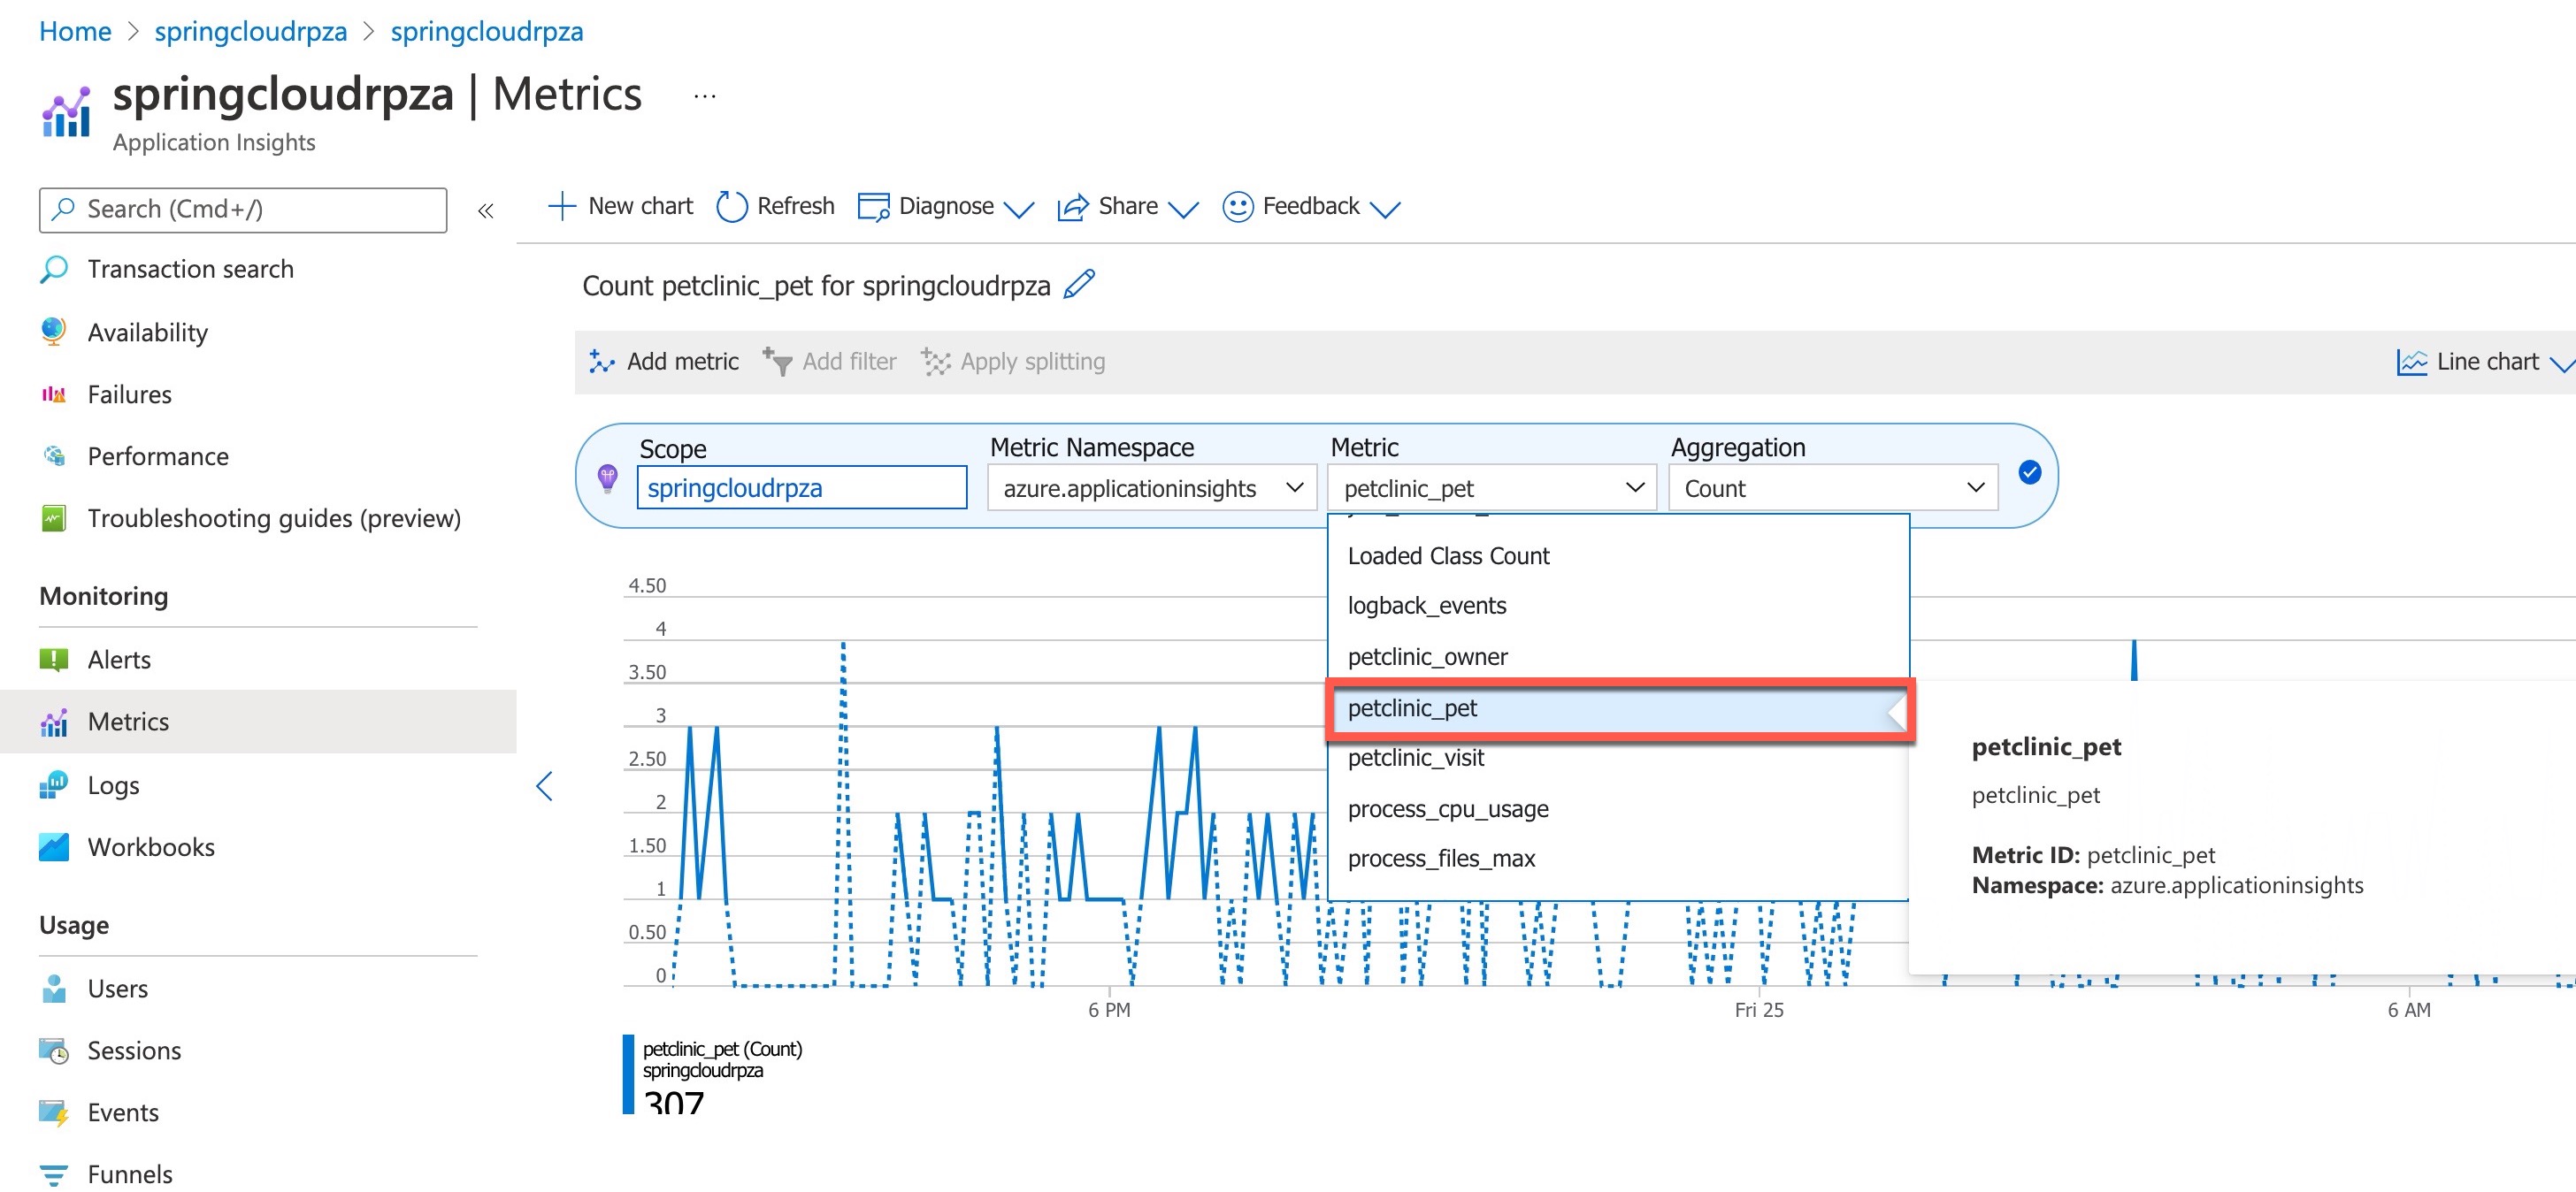 Home > springcloudrpza > springcloudrpza
springcloudrpza | Metrics ...
Application Insights
Search (Cmd+/) «
New chart Refresh Diagnose Share Feedback
Transaction search
Availability
Failures
Performance
Troubleshooting guides (preview)
Monitoring
Alerts
Metrics
Logs
Workbooks
Usage
Users
Sessions
Events
Funnels
Count petclinic_pet for springcloudrpza
Add metric Add filter Apply splitting Line chart
Scope Metric Namespace Metric Aggregation
springcloudrpza azure.applicationinsights petclinic_pet Count
Loaded Class Count
logback_events
petclinic_owner
petclinic_pet
petclinic_visit
process_cpu_usage
process_files_max
petclinic_pet
petclinic_pet
Metric ID: petclinic_pet
Namespace: azure.applicationinsights
4.50
4
3.50
3
2.50
2
1.50
1
0.50
0
6 PM Fri 25 6 AM
petclinic_pet (Count)
springcloudrpza
307